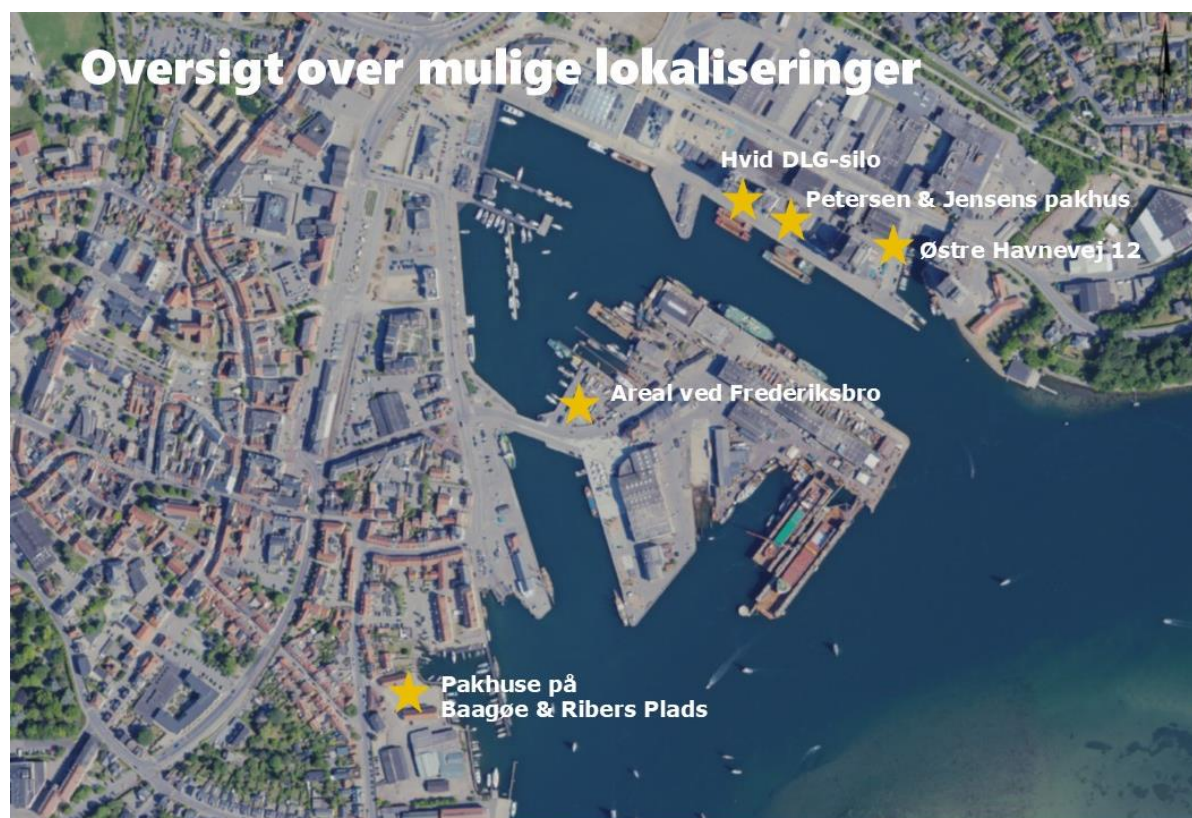 Oversigt over mulige lokaliseringer
Hvid DLG-silo
Petersen & Jensens pakhus
Østre Havnevej 12
Areal ved Frederiksbro
Pakhuse på
Baagøe & Ribers Plads